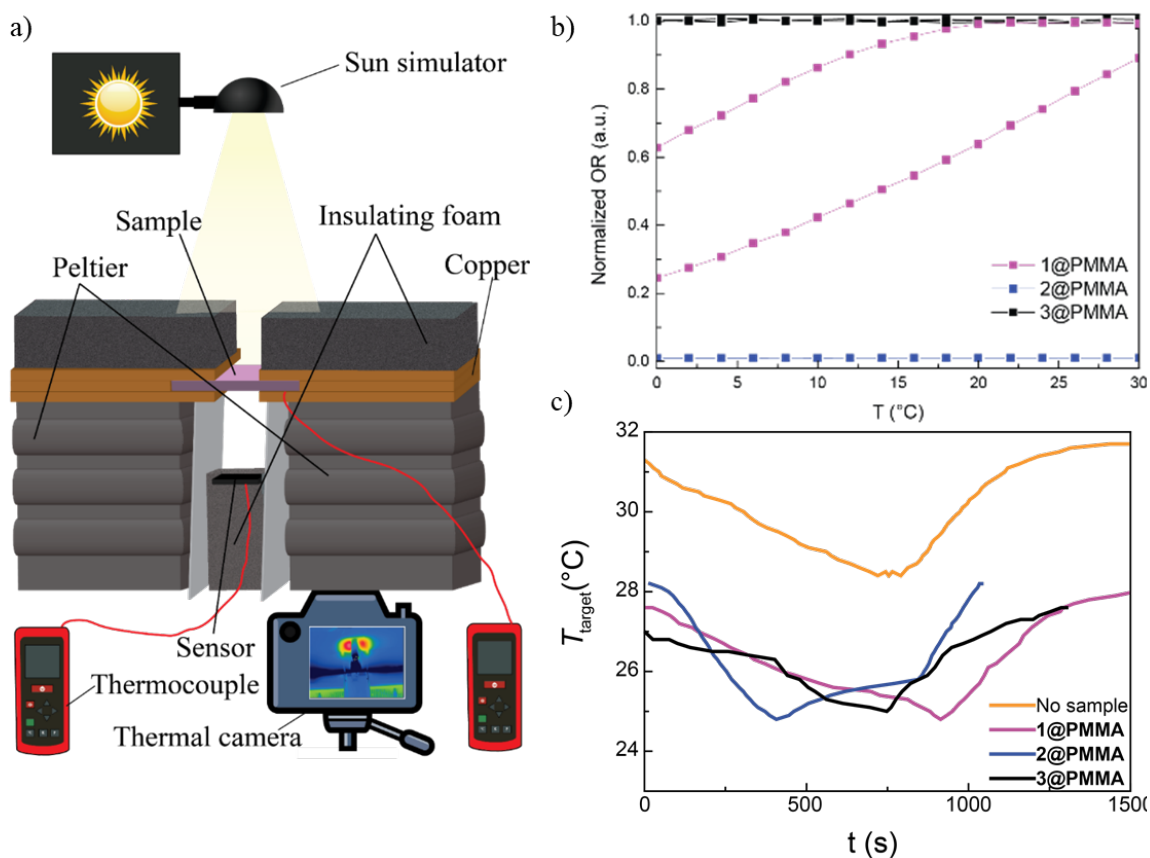 a)
Sun simulator
Sample
Insulating foam
Peltier
Copper
Sensor
Thermocouple
Thermal camera
b)
Normalized OR (a.u.)
1.0
0.8
0.6
0.4
0.2
0.0
1@PMMA
2@PMMA
3@PMMA
0 5 10 15 20 25 30
T (°C)
c)
T_target(°C)
32
30
28
26
24
No sample
1@PMMA
2@PMMA
3@PMMA
0 500 1000 1500
t (s)